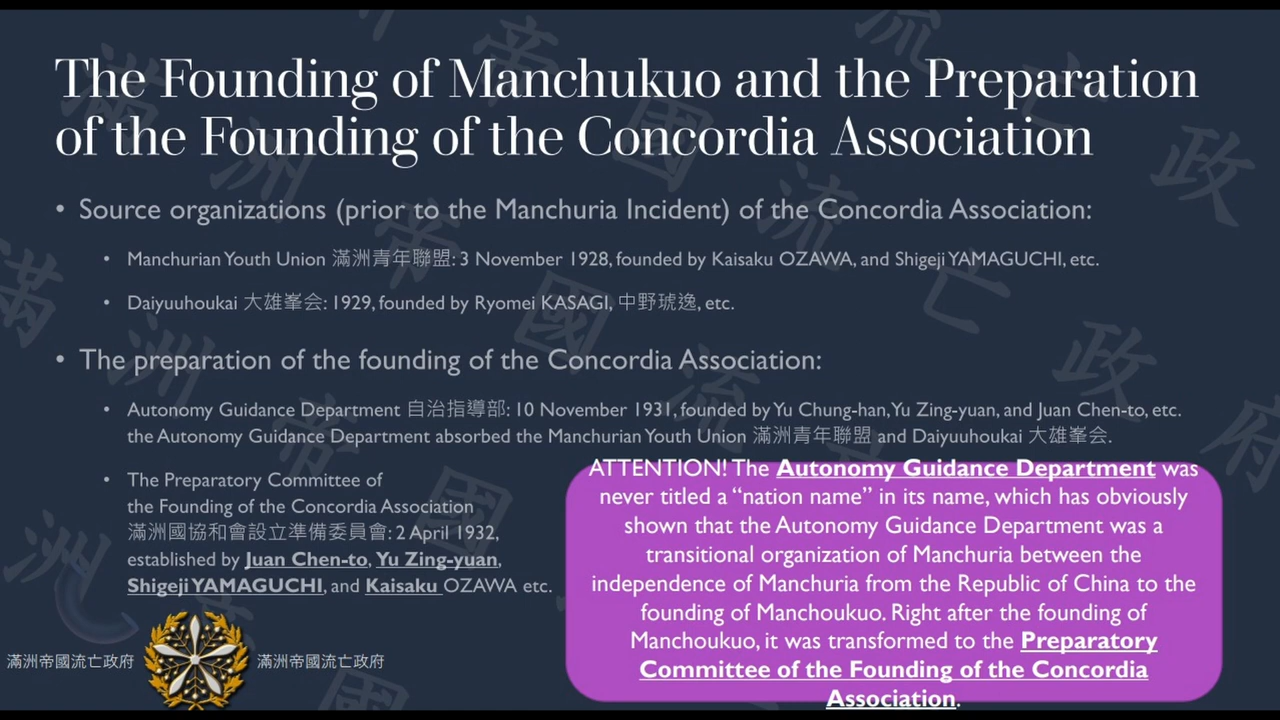 The Founding of Manchukuo and the Preparation
of the Founding of the Concordia Association
• Source organizations (prior to the Manchuria Incident) of the Concordia Association:
• Manchurian Youth Union 滿洲青年聯盟: 3 November 1928, founded by Kaisaku OZAWA, and Shigeji YAMAGUCHI, etc.
• Daiyuuhoukai 大雄峯会: 1929, founded by Ryomei KASAGI, 中野琥逸, etc.
• The preparation of the founding of the Concordia Association:
• Autonomy Guidance Department 自治指導部: 10 November 1931, founded by Yu Chung-han, Yu Zing-yuan, and Juan Chen-to, etc.
the Autonomy Guidance Department absorbed the Manchurian Youth Union 滿洲青年聯盟 and Daiyuuhoukai 大雄峯会.
• The Preparatory Committee of
the Founding of the Concordia Association
滿洲國協和會設立準備委員會: 2 April 1932,
established by Juan Chen-to, Yu Zing-yuan,
Shigeji YAMAGUCHI, and Kaisaku OZAWA etc.
ATTENTION! The Autonomy Guidance Department was
never titled a “nation name” in its name, which has obviously
shown that the Autonomy Guidance Department was a
transitional organization of Manchuria between the
independence of Manchuria from the Republic of China to the
founding of Manchoukuo. Right after the founding of
Manchoukuo, it was transformed to the Preparatory
Committee of the Founding of the Concordia
Association.
滿洲帝國流亡政府
滿洲帝國流亡政府